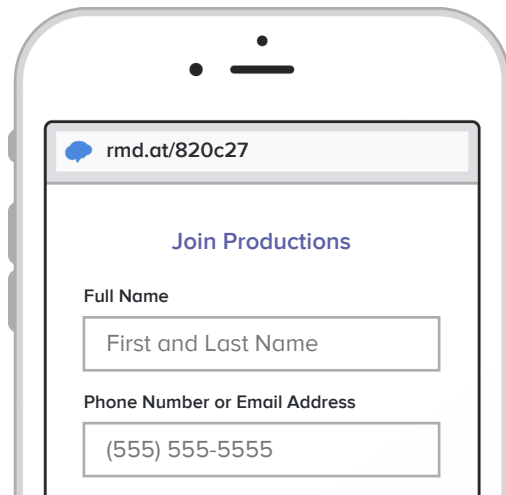 rmd.at/820c27
Join Productions
Full Name
First and Last Name
Phone Number or Email Address
(555) 555-5555